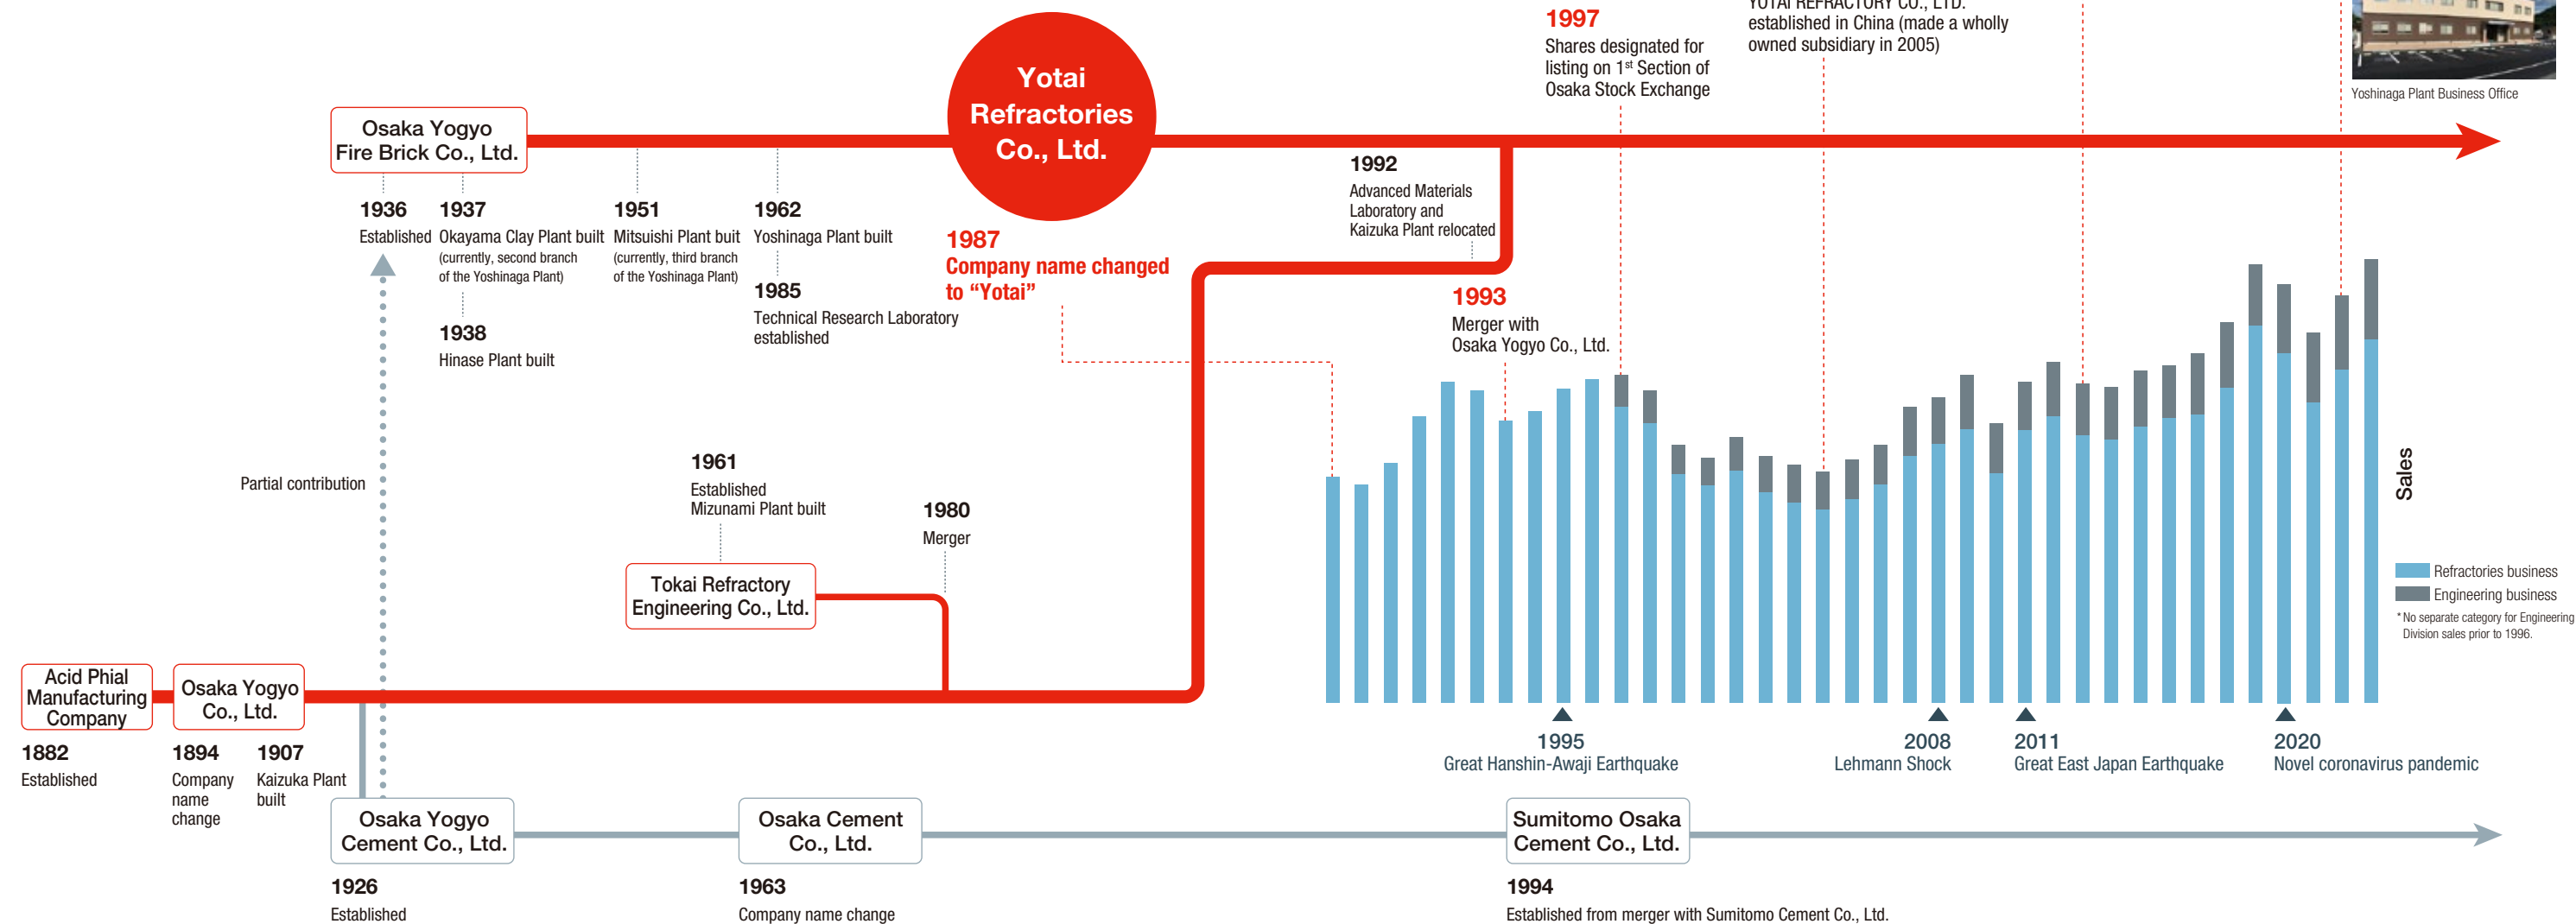 YOTAI REFRACTORY CO., LTD.
established in China (made a wholly
owned subsidiary in 2005)
1997
Shares designated for
listing on 1st Section of
Osaka Stock Exchange
Yoshinaga Plant Business Office
Yotai
Refractories
Co., Ltd.
Osaka Yogyo
Fire Brick Co., Ltd.
1936
Established
1937
Okayama Clay Plant built
(currently, second branch
of the Yoshinaga Plant)
1938
Hinase Plant built
1951
Mitsuishi Plant buit
(currently, third branch
of the Yoshinaga Plant)
1962
Yoshinaga Plant built
1985
Technical Research Laboratory
established
1987
Company name changed
to “Yotai”
1992
Advanced Materials
Laboratory and
Kaizuka Plant relocated
1993
Merger with
Osaka Yogyo Co., Ltd.
Partial contribution
1961
Established
Mizunami Plant built
1980
Merger
Tokai Refractory
Engineering Co., Ltd.
Sales
Refractories business
Engineering business
* No separate category for Engineering
Division sales prior to 1996.
Acid Phial
Manufacturing
Company
Osaka Yogyo
Co., Ltd.
1882
Established
1894
Company
name
change
1907
Kaizuka Plant
built
1995
Great Hanshin-Awaji Earthquake
2008
Lehmann Shock
2011
Great East Japan Earthquake
2020
Novel coronavirus pandemic
Osaka Yogyo
Cement Co., Ltd.
Osaka Cement
Co., Ltd.
Sumitomo Osaka
Cement Co., Ltd.
1926
Established
1963
Company name change
1994
Established from merger with Sumitomo Cement Co., Ltd.